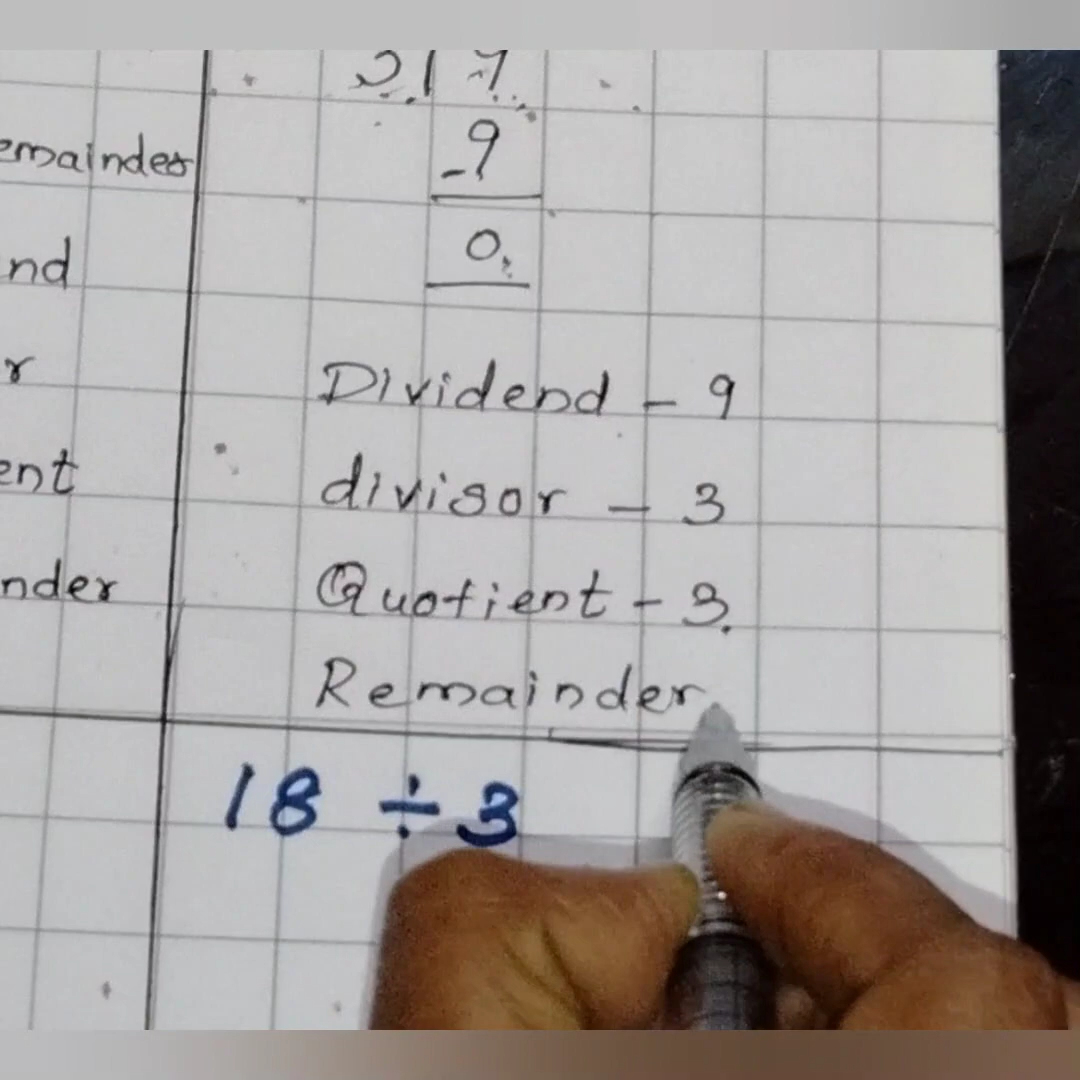 emainder
-9
nd
0
r
Dividend - 9
ent
divisor - 3
nder
Quotient - 3
Remainder
18 ÷ 3